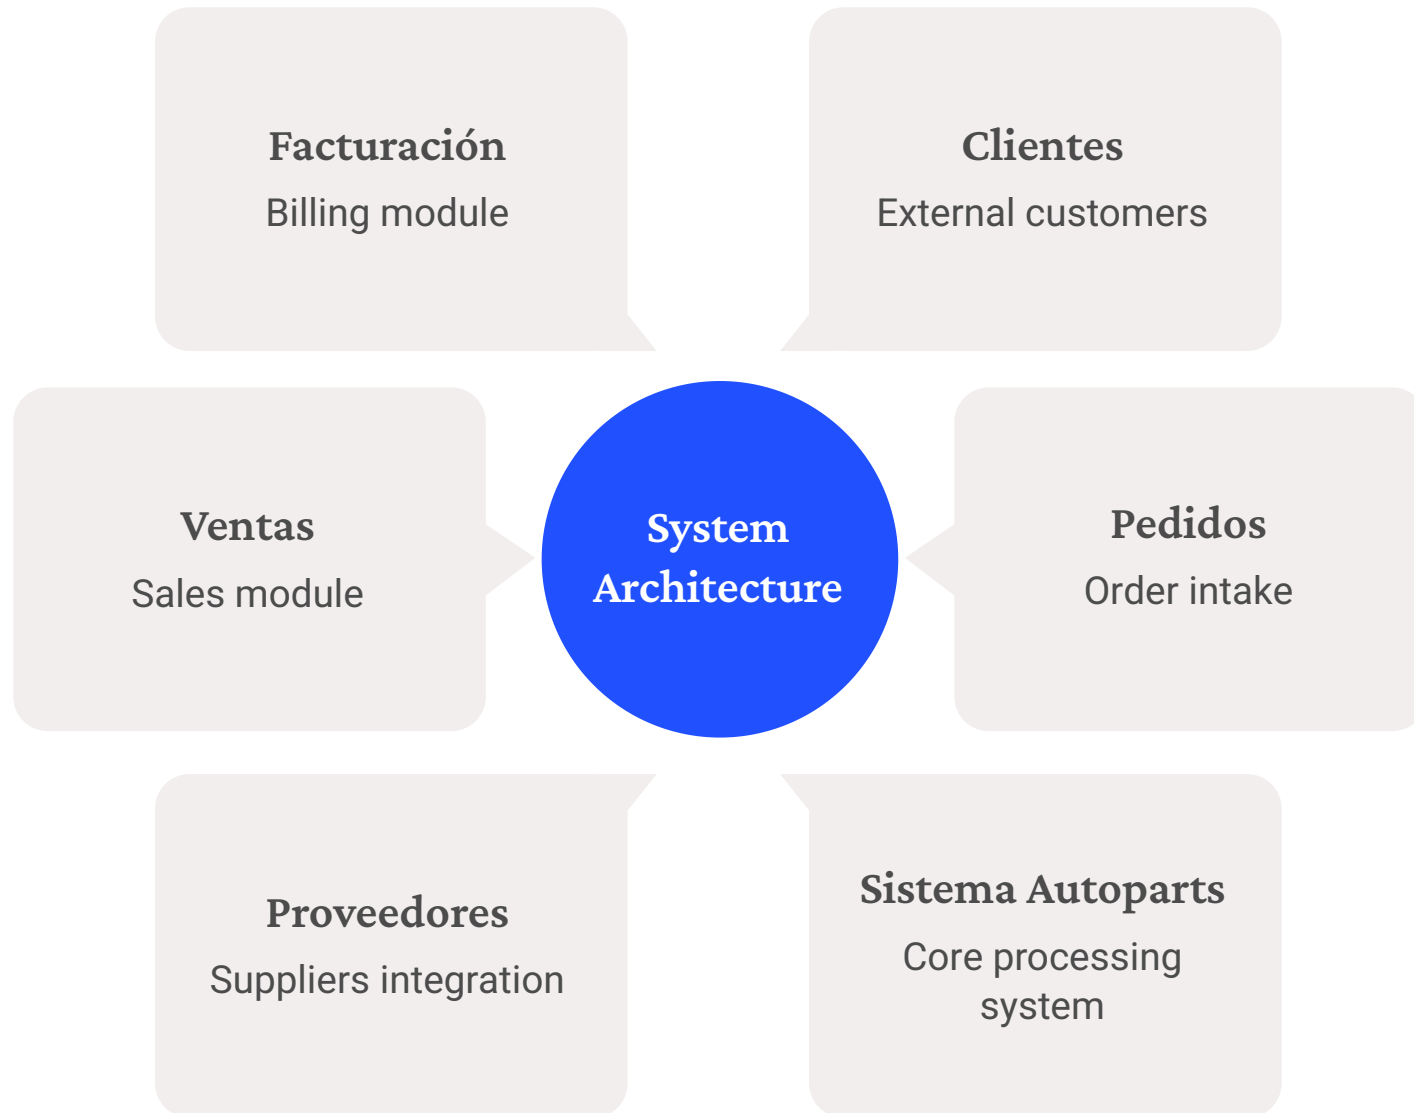 Facturación
Billing module
Clientes
External customers
Ventas
Sales module
System
Architecture
Pedidos
Order intake
Proveedores
Suppliers integration
Sistema Autoparts
Core processing
system